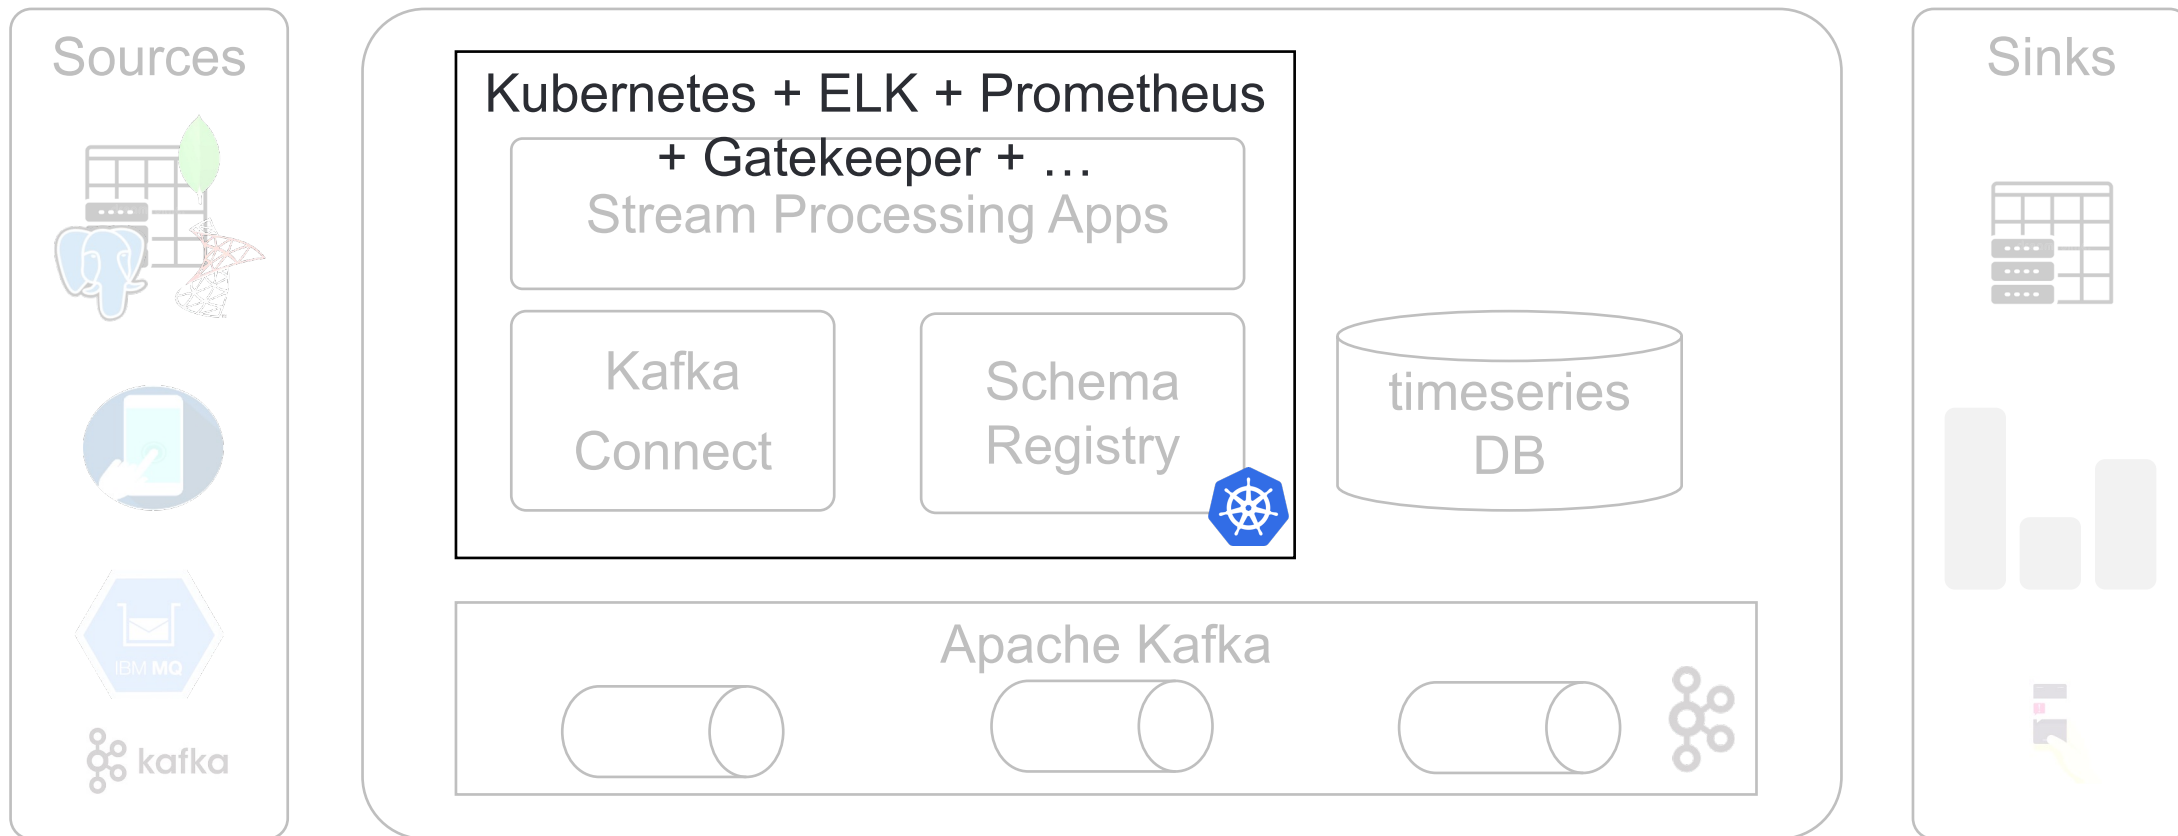 Sources
IBM MQ
kafka
Kubernetes + ELK + Prometheus
+ Gatekeeper + …
Stream Processing Apps
Kafka
Connect
Schema
Registry
timeseries
DB
Apache Kafka
Sinks